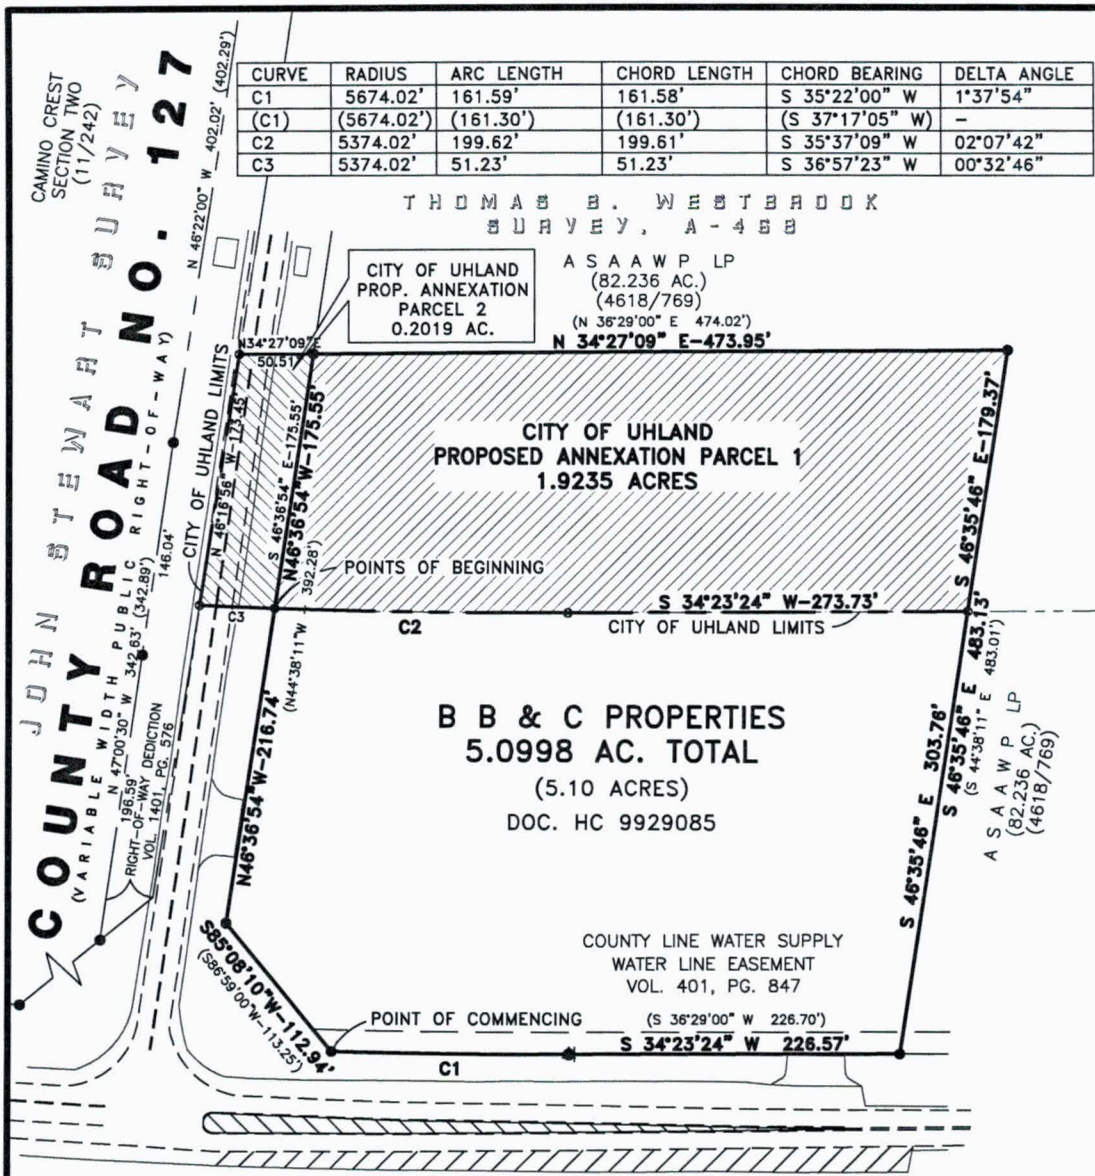 CURVE RADIUS ARC LENGTH CHORD LENGTH CHORD BEARING DELTA ANGLE
C1 5674.02' 161.59' 161.58' S 35°22'00" W 1°37'54"
(C1) (5674.02') (161.30') (161.30') (S 37°17'05" W) –
C2 5374.02' 199.62' 199.61' S 35°37'09" W 02°07'42"
C3 5374.02' 51.23' 51.23' S 36°57'23" W 00°32'46"
CAMINO CREST
SECTION TWO
(11/242)
JOHN STEWART SURVEY
COUNTY ROAD NO. 127
(VARIABLE WIDTH PUBLIC RIGHT-OF-WAY)
N 46°22'00" W 402.02' (402.29')
THOMAS B. WESTBROOK
SURVEY, A-468
CITY OF UHLAND
PROP. ANNEXATION
PARCEL 2
0.2019 AC.
A S A A W P LP
(82.236 AC.)
(4618/769)
(N 36°29'00" E 474.02')
N 34°27'09" E-473.95'
N34°27'09"E
50.51'
CITY OF UHLAND LIMITS
N 46°16'56" W-173.45'
S 46°36'54" E-175.55'
N46°36'54"W-175.55'
CITY OF UHLAND
PROPOSED ANNEXATION PARCEL 1
1.9235 ACRES
S 46°35'46" E-179.37'
POINTS OF BEGINNING
(N44°38'11"W 392.28')
C3
C2
S 34°23'24" W-273.73'
CITY OF UHLAND LIMITS
146.04'
N 47°00'30" W 342.63' (342.89')
196.59'
RIGHT-OF-WAY DEDICTION
VOL. 1401, PG. 576
N46°36'54"W-216.74'
B B & C PROPERTIES
5.0998 AC. TOTAL
(5.10 ACRES)
DOC. HC 9929085
S 46°35'46" E 303.76'
S 46°35'46" E 483.13'
(S 44°38'11" E 483.01')
A S A A W P LP
(82.236 AC.)
(4618/769)
S85°08'10"W-112.94'
(S86°59'00"W-113.25')
COUNTY LINE WATER SUPPLY
WATER LINE EASEMENT
VOL. 401, PG. 847
POINT OF COMMENCING
(S 36°29'00" W 226.70')
S 34°23'24" W 226.57'
C1